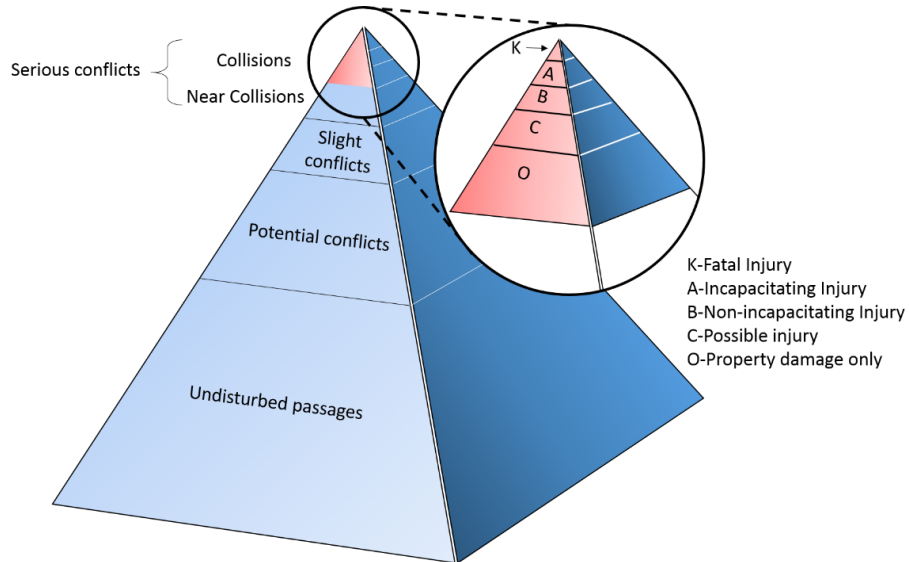 Serious conflicts
Collisions
Near Collisions
Slight
conflicts
Potential conflicts
Undisturbed passages
K
A
B
C
O
K-Fatal Injury
A-Incapacitating Injury
B-Non-incapacitating Injury
C-Possible injury
O-Property damage only